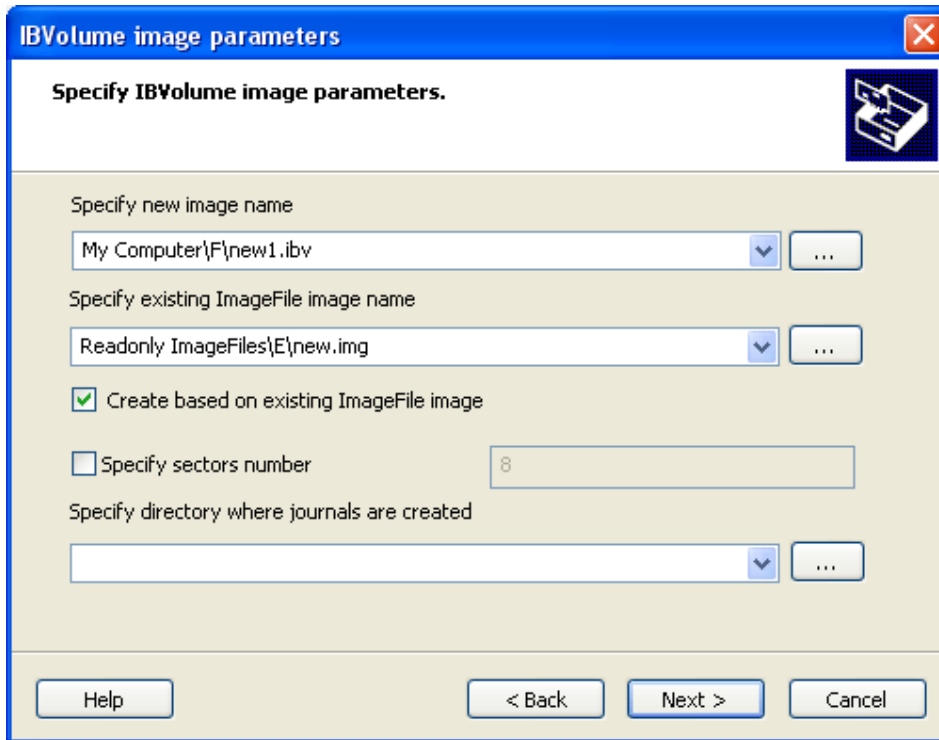 IBVolume image parameters
Specify IBVolume image parameters.
Specify new image name
My Computer\F\new1.ibv
...
Specify existing ImageFile image name
Readonly ImageFiles\E\new.img
...
Create based on existing ImageFile image
Specify sectors number
8
Specify directory where journals are created
...
Help
< Back
Next >
Cancel